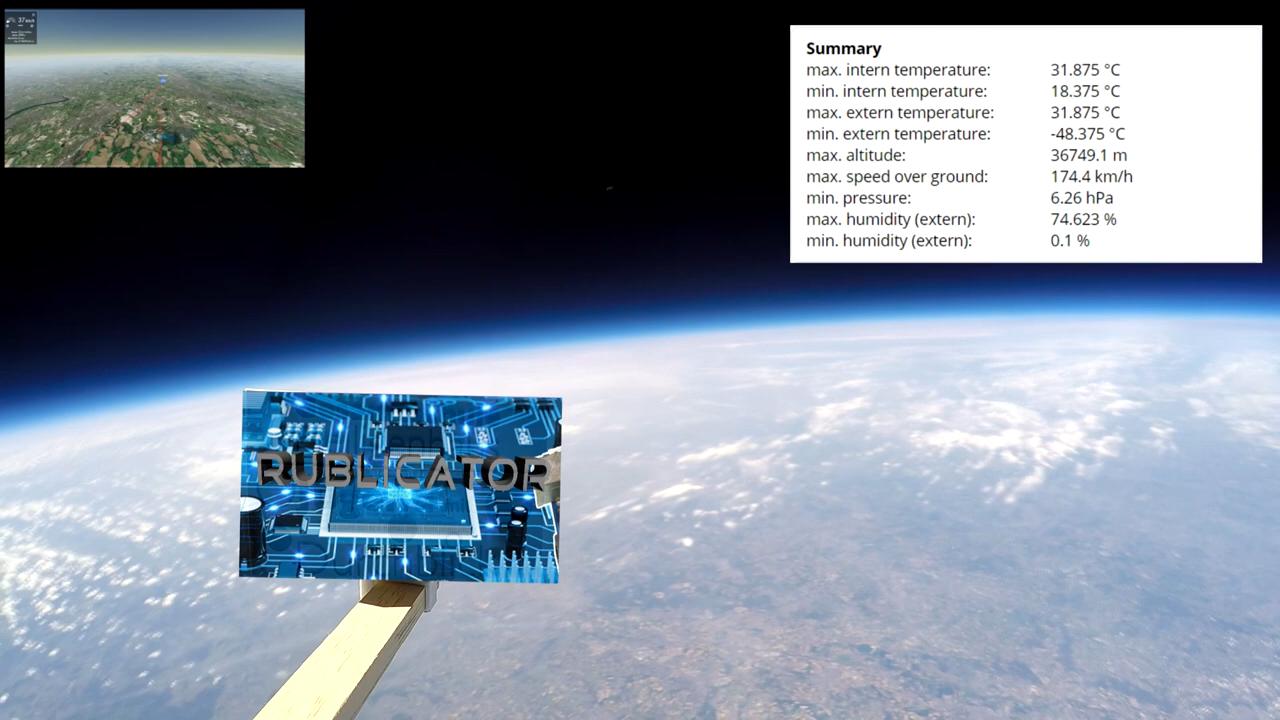 37 km/h
Summary
max. intern temperature: 31.875 °C
min. intern temperature: 18.375 °C
max. extern temperature: 31.875 °C
min. extern temperature: -48.375 °C
max. altitude: 36749.1 m
max. speed over ground: 174.4 km/h
min. pressure: 6.26 hPa
max. humidity (extern): 74.623 %
min. humidity (extern): 0.1 %
RUBLICATOR